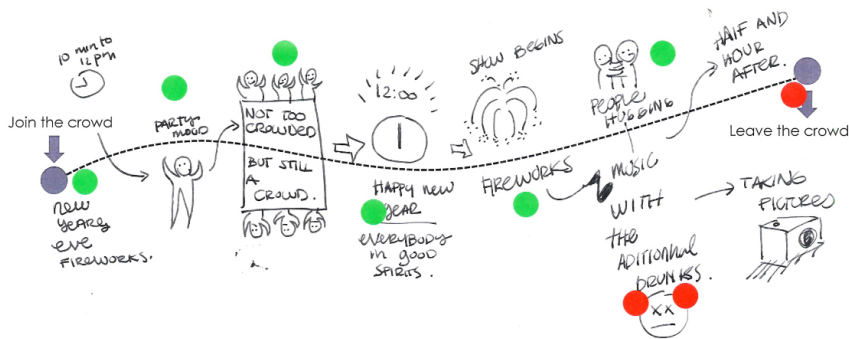 10 min to
12pm
Join the crowd
new
YEARS
eve
FIREWORKS.
PARTY
MOOD
NOT TOO
CROWDED
BUT STILL
A
CROWD.
12:00
HAPPY new
YEAR
EVERYBODY
in GOOD
SPIRITS.
SHOW BEGINS
FIREWORKS
PEOPLE
HUGGING
MUSIC
WITH
the
ADITIONNAL
DRUNKS.
XX
HALF AND
HOUR
AFTER.
Leave the crowd
TAKING
PICTURES